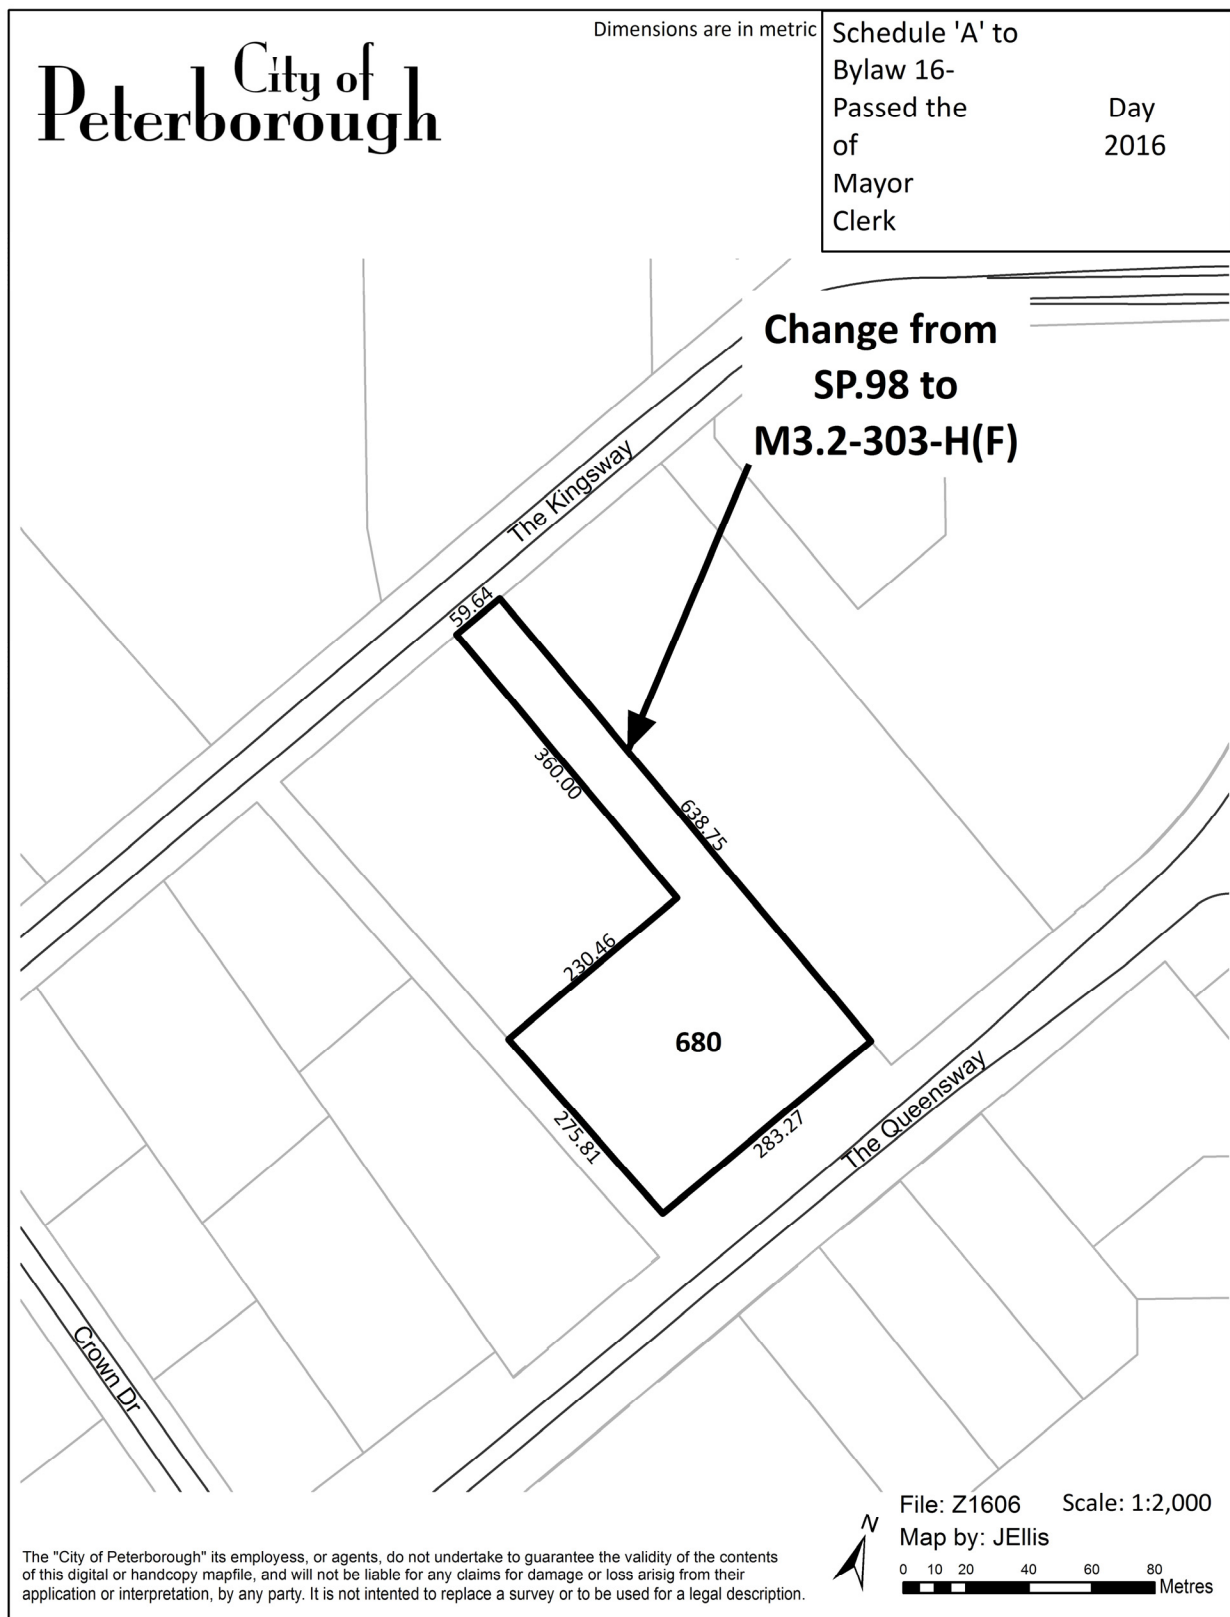 City of
Peterborough
Dimensions are in metric
Schedule 'A' to
Bylaw 16-
Passed the Day
of 2016
Mayor
Clerk
Change from
SP.98 to
M3.2-303-H(F)
The Kingsway
59.64
360.00
638.75
230.46
680
275.81
283.27
The Queensway
Crown Dr
File: Z1606 Scale: 1:2,000
Map by: JEllis
N
0 10 20 40 60 80
Metres
The "City of Peterborough" its employess, or agents, do not undertake to guarantee the validity of the contents
of this digital or handcopy mapfile, and will not be liable for any claims for damage or loss arisig from their
application or interpretation, by any party. It is not intended to replace a survey or to be used for a legal description.